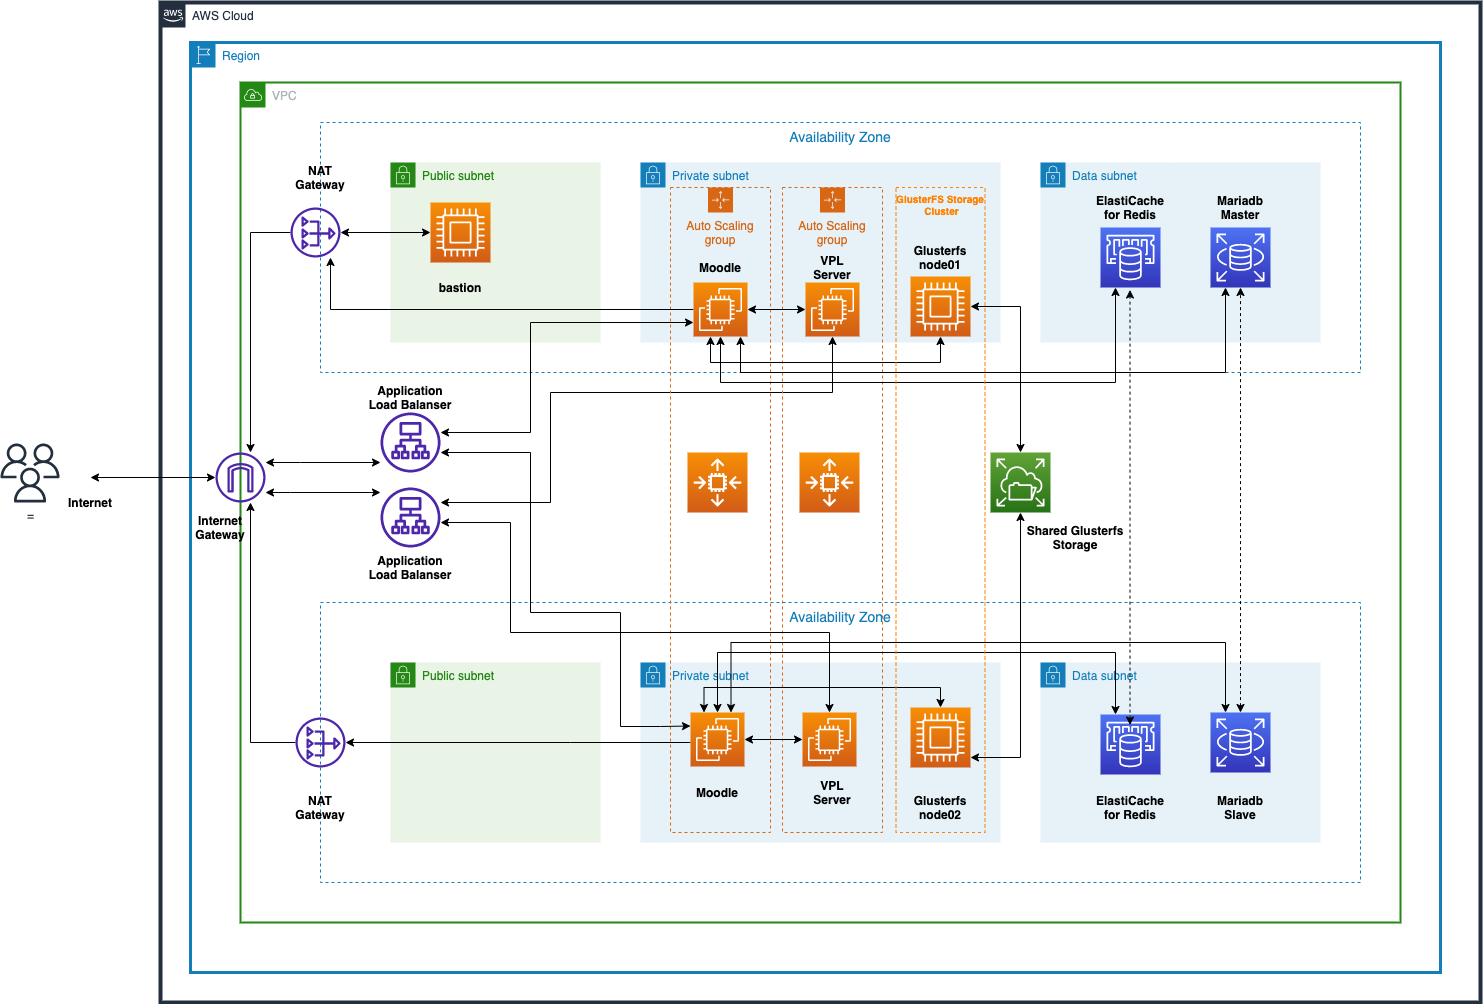 aws
AWS Cloud
Region
VPC
Availability Zone
NAT
Gateway
Public subnet
bastion
Private subnet
Auto Scaling
group
Moodle
Auto Scaling
group
VPL
Server
GlusterFS Storage
Cluster
Glusterfs
node01
Data subnet
ElastiCache
for Redis
Mariadb
Master
Application
Load Balanser
Internet
=
Internet
Gateway
Application
Load Balanser
Shared Glusterfs
Storage
Availability Zone
Public subnet
NAT
Gateway
Private subnet
Moodle
VPL
Server
Glusterfs
node02
Data subnet
ElastiCache
for Redis
Mariadb
Slave